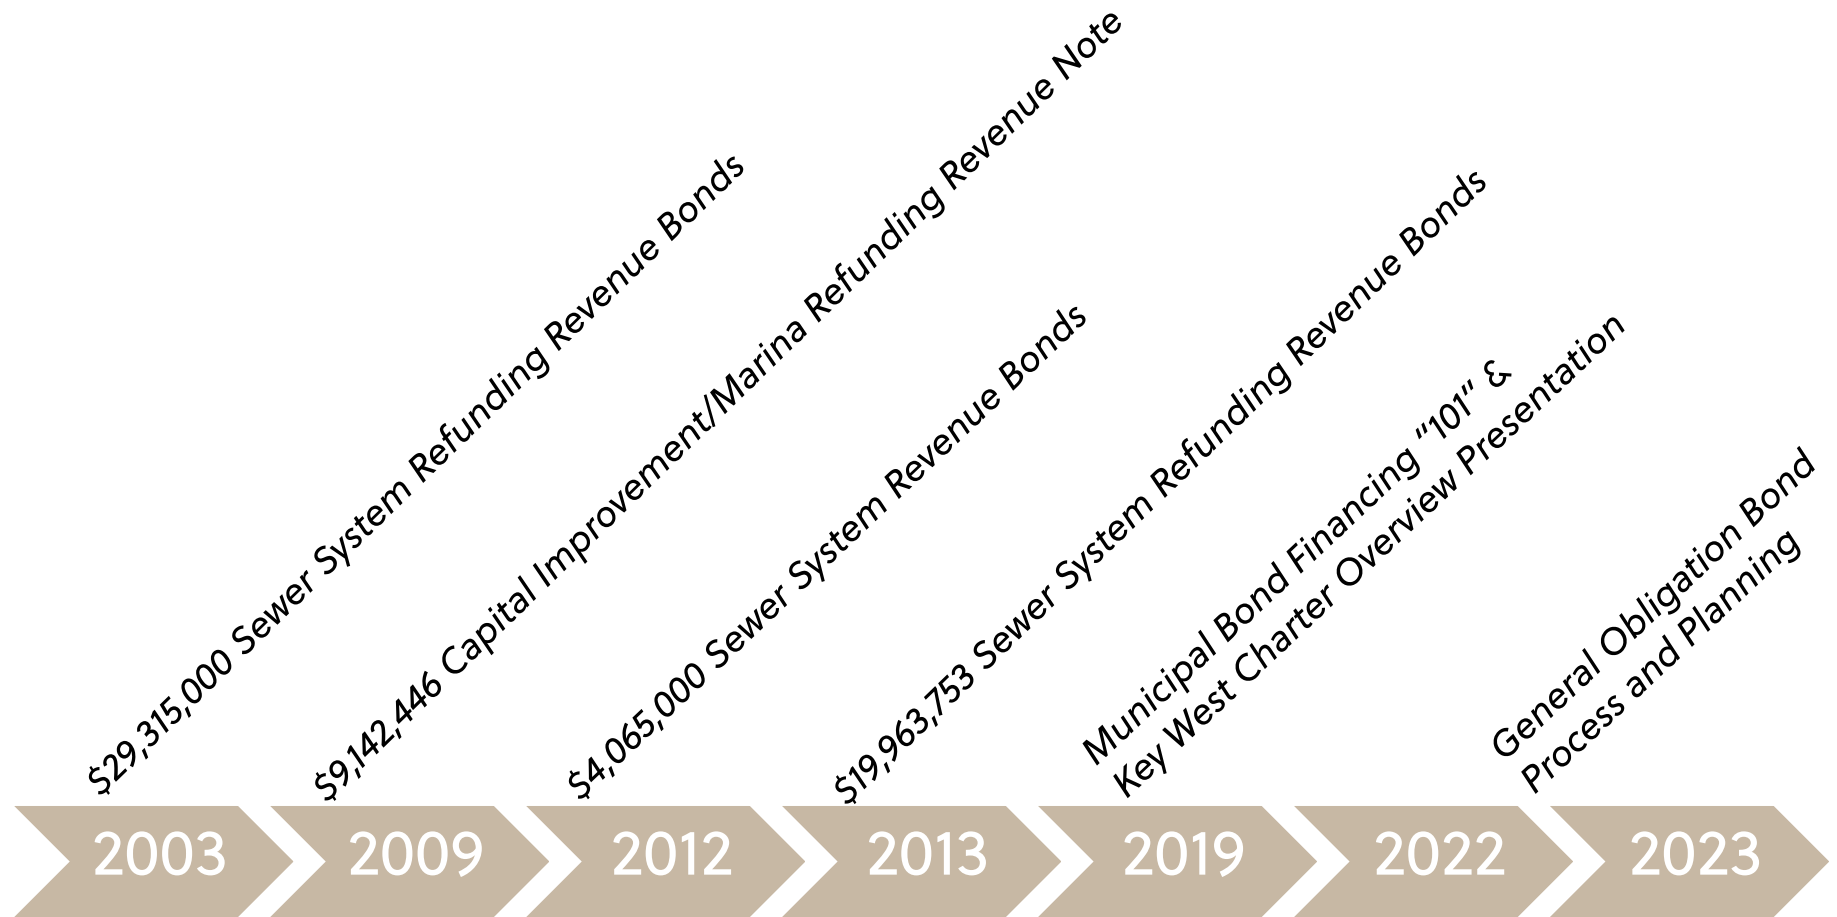 $29,315,000 Sewer System Refunding Revenue Bonds
$9,142,446 Capital Improvement/Marina Refunding Revenue Note
$4,065,000 Sewer System Revenue Bonds
$19,963,753 Sewer System Refunding Revenue Bonds
Municipal Bond Financing “101” &
Key West Charter Overview Presentation
General Obligation Bond
Process and Planning
2003
2009
2012
2013
2019
2022
2023